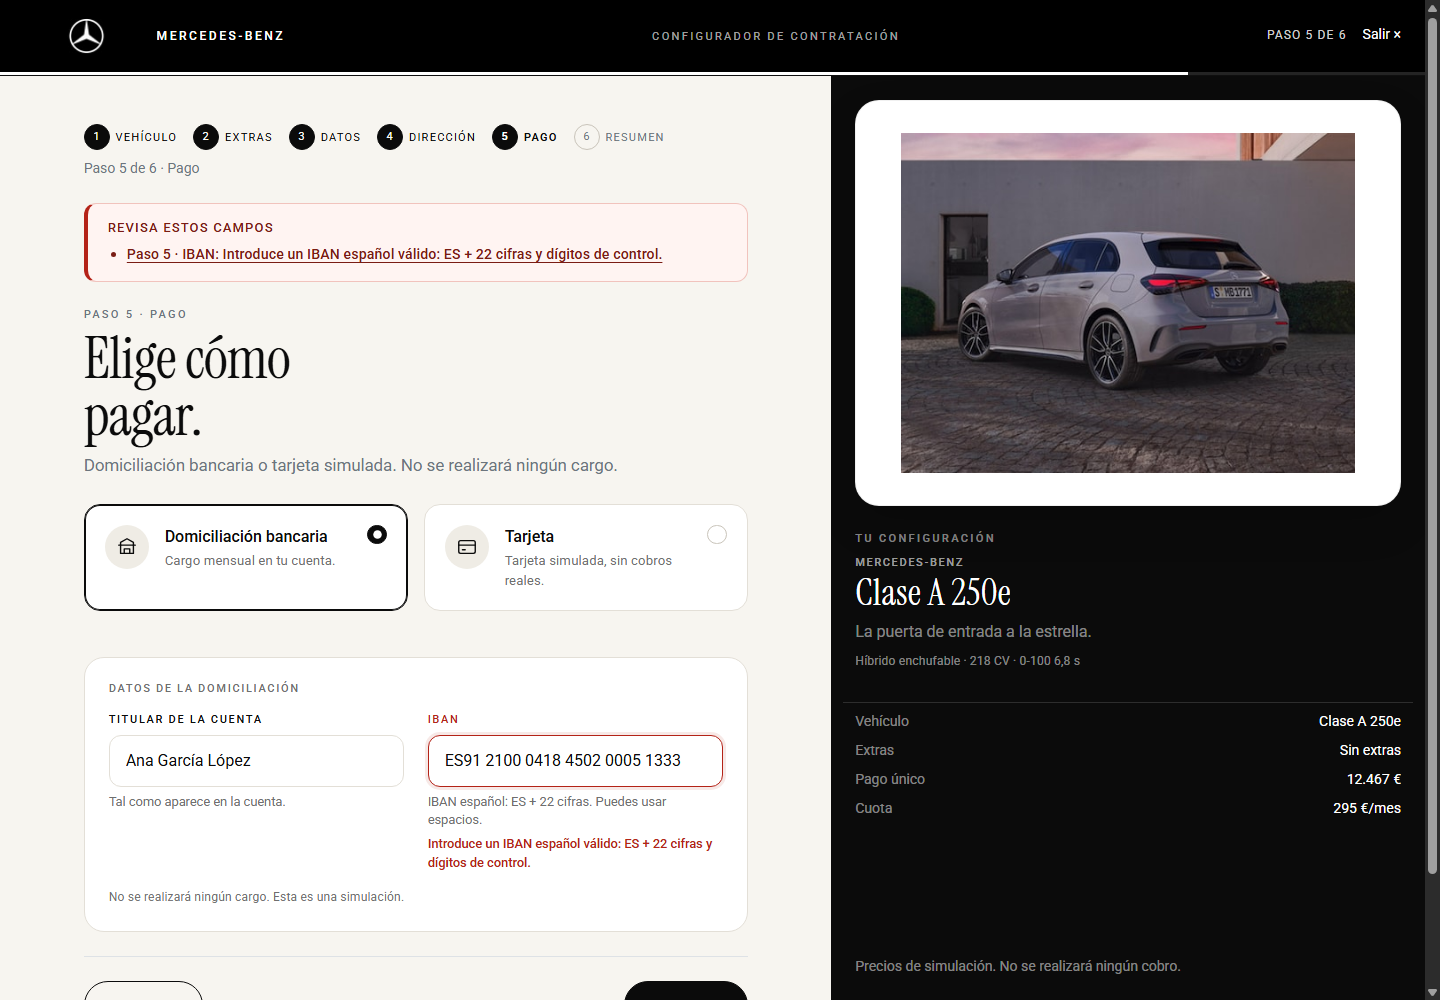 MERCEDES-BENZ
CONFIGURADOR DE CONTRATACIÓN
PASO 5 DE 6
Salir ×
1 VEHÍCULO 2 EXTRAS 3 DATOS 4 DIRECCIÓN 5 PAGO 6 RESUMEN
Paso 5 de 6 · Pago
REVISA ESTOS CAMPOS
• Paso 5 · IBAN: Introduce un IBAN español válido: ES + 22 cifras y dígitos de control.
PASO 5 · PAGO
Elige cómo
pagar.
Domiciliación bancaria o tarjeta simulada. No se realizará ningún cargo.
Domiciliación bancaria
Cargo mensual en tu cuenta.
Tarjeta
Tarjeta simulada, sin cobros
reales.
DATOS DE LA DOMICILIACIÓN
TITULAR DE LA CUENTA
Ana García López
Tal como aparece en la cuenta.
IBAN
ES91 2100 0418 4502 0005 1333
IBAN español: ES + 22 cifras. Puedes usar
espacios.
Introduce un IBAN español válido: ES + 22 cifras y
dígitos de control.
No se realizará ningún cargo. Esta es una simulación.
S MB1771
TU CONFIGURACIÓN
MERCEDES-BENZ
Clase A 250e
La puerta de entrada a la estrella.
Híbrido enchufable · 218 CV · 0-100 6,8 s
Vehículo Clase A 250e
Extras Sin extras
Pago único 12.467 €
Cuota 295 €/mes
Precios de simulación. No se realizará ningún cobro.